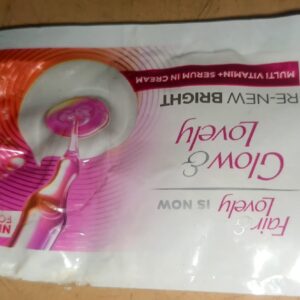 Fair &
Lovely IS NOW
Glow &
Lovely
RE-NEW BRIGHT
MULTI VITAMIN+ SERUM IN CREAM